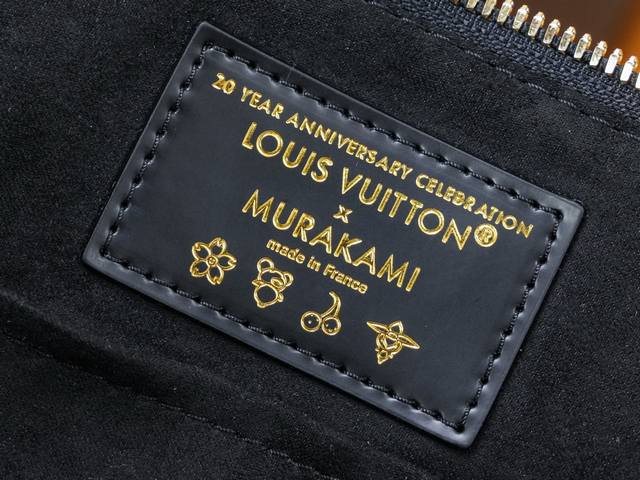 20 YEAR ANNIVERSARY CELEBRATION
LOUIS VUITTON®
x
MURAKAMI
made in France